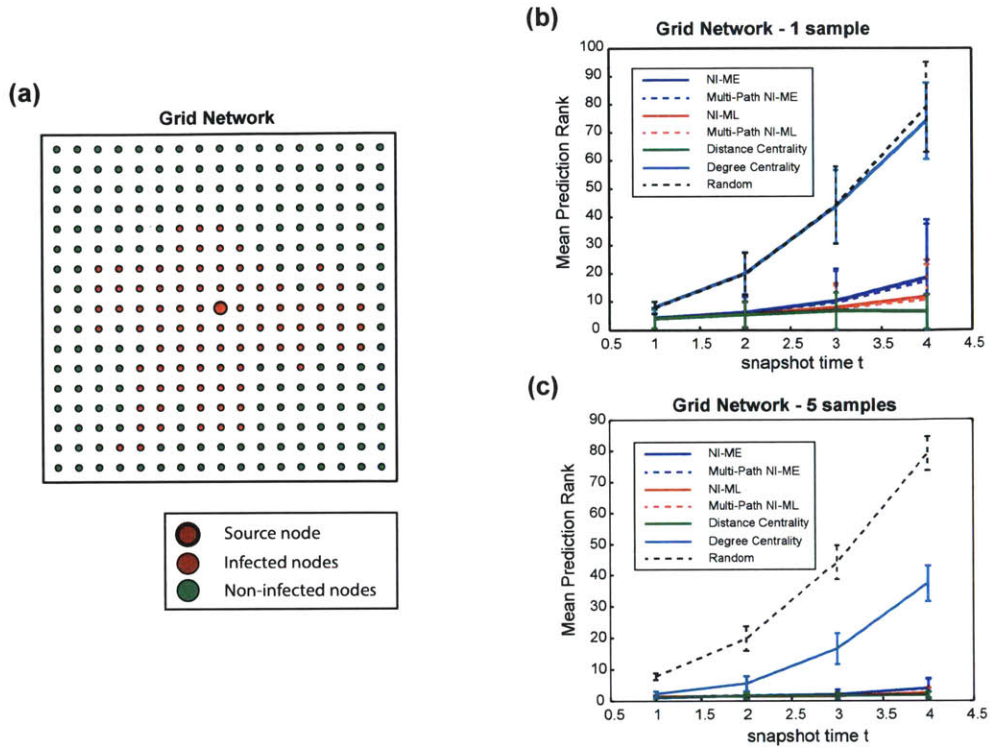 (a)
Grid Network
Source node
Infected nodes
Non-infected nodes
(b)
Grid Network - 1 sample
Mean Prediction Rank
100
90
80
70
60
50
40
30
20
10
0
NI-ME
Multi-Path NI-ME
NI-ML
Multi-Path NI-ML
Distance Centrality
Degree Centrality
Random
0.5 1 1.5 2 2.5 3 3.5 4 4.5
snapshot time t
(c)
Grid Network - 5 samples
Mean Prediction Rank
90
80
70
60
50
40
30
20
10
0
NI-ME
Multi-Path NI-ME
NI-ML
Multi-Path NI-ML
Distance Centrality
Degree Centrality
Random
0.5 1 1.5 2 2.5 3 3.5 4 4.5
snapshot time t